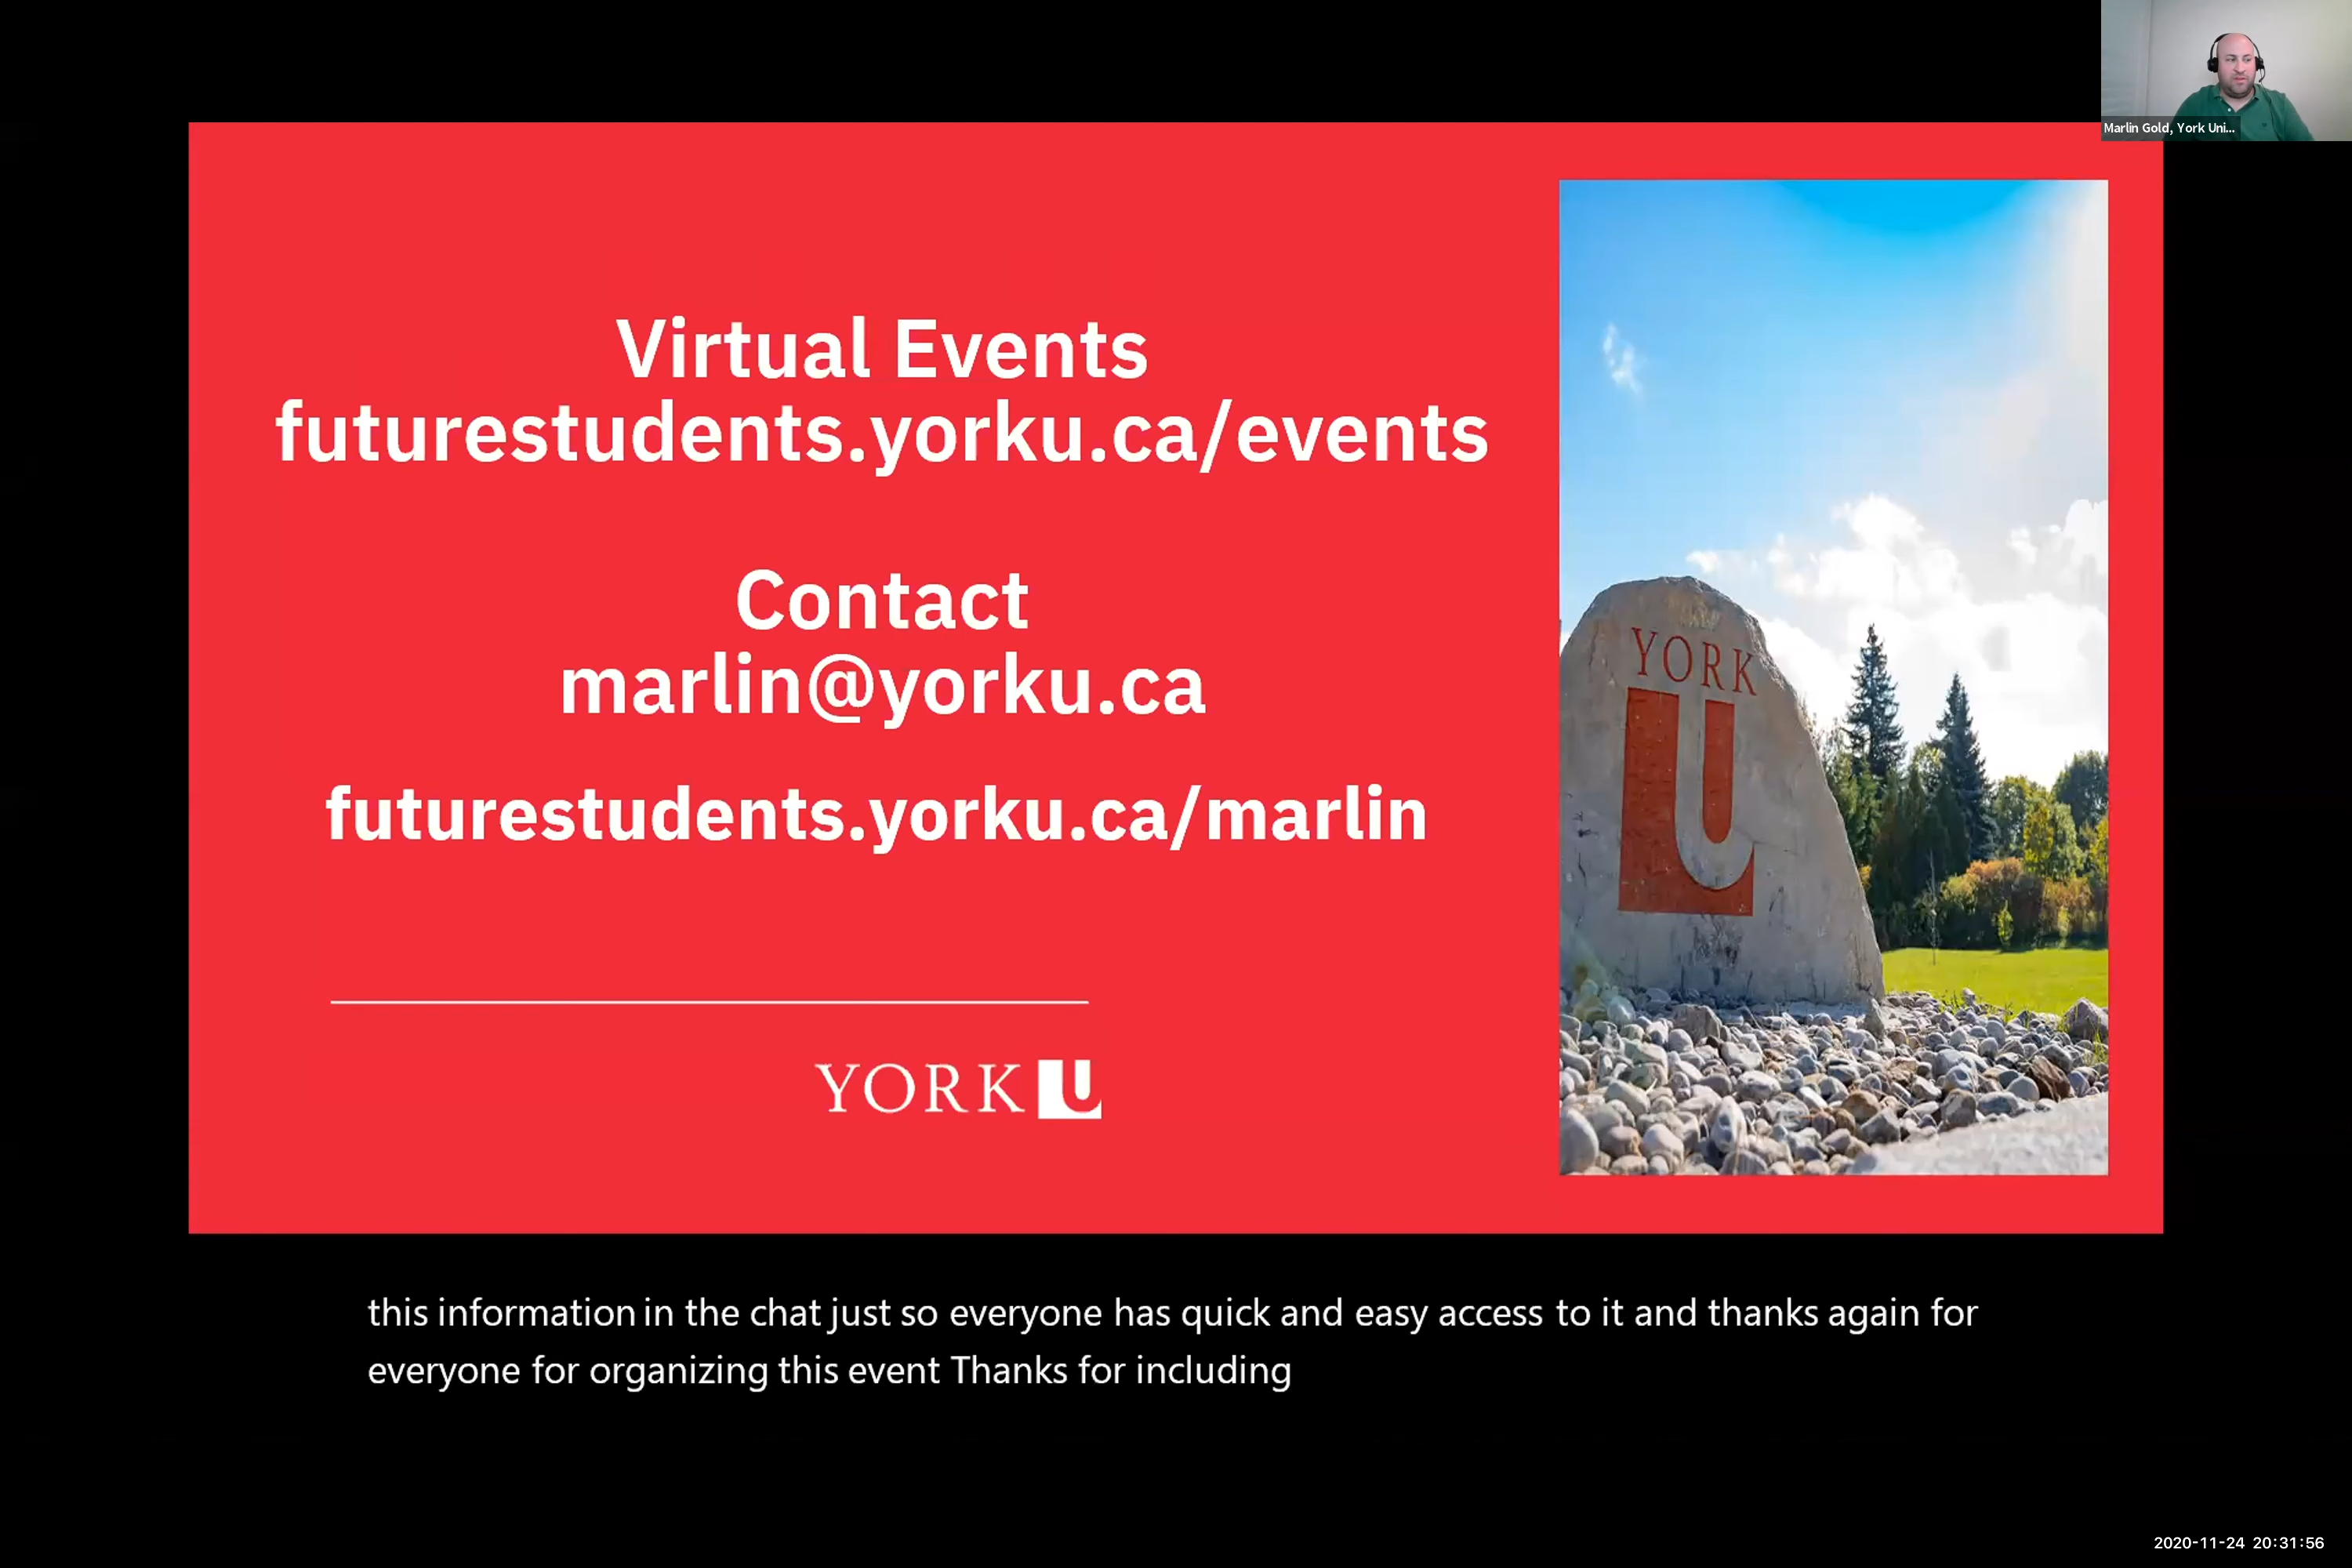 Marlin Gold, York Uni...
Virtual Events
futurestudents.yorku.ca/events
Contact
marlin@yorku.ca
futurestudents.yorku.ca/marlin
YORK U
YORK
U
this information in the chat just so everyone has quick and easy access to it and thanks again for
everyone for organizing this event Thanks for including
2020-11-24 20:31:56